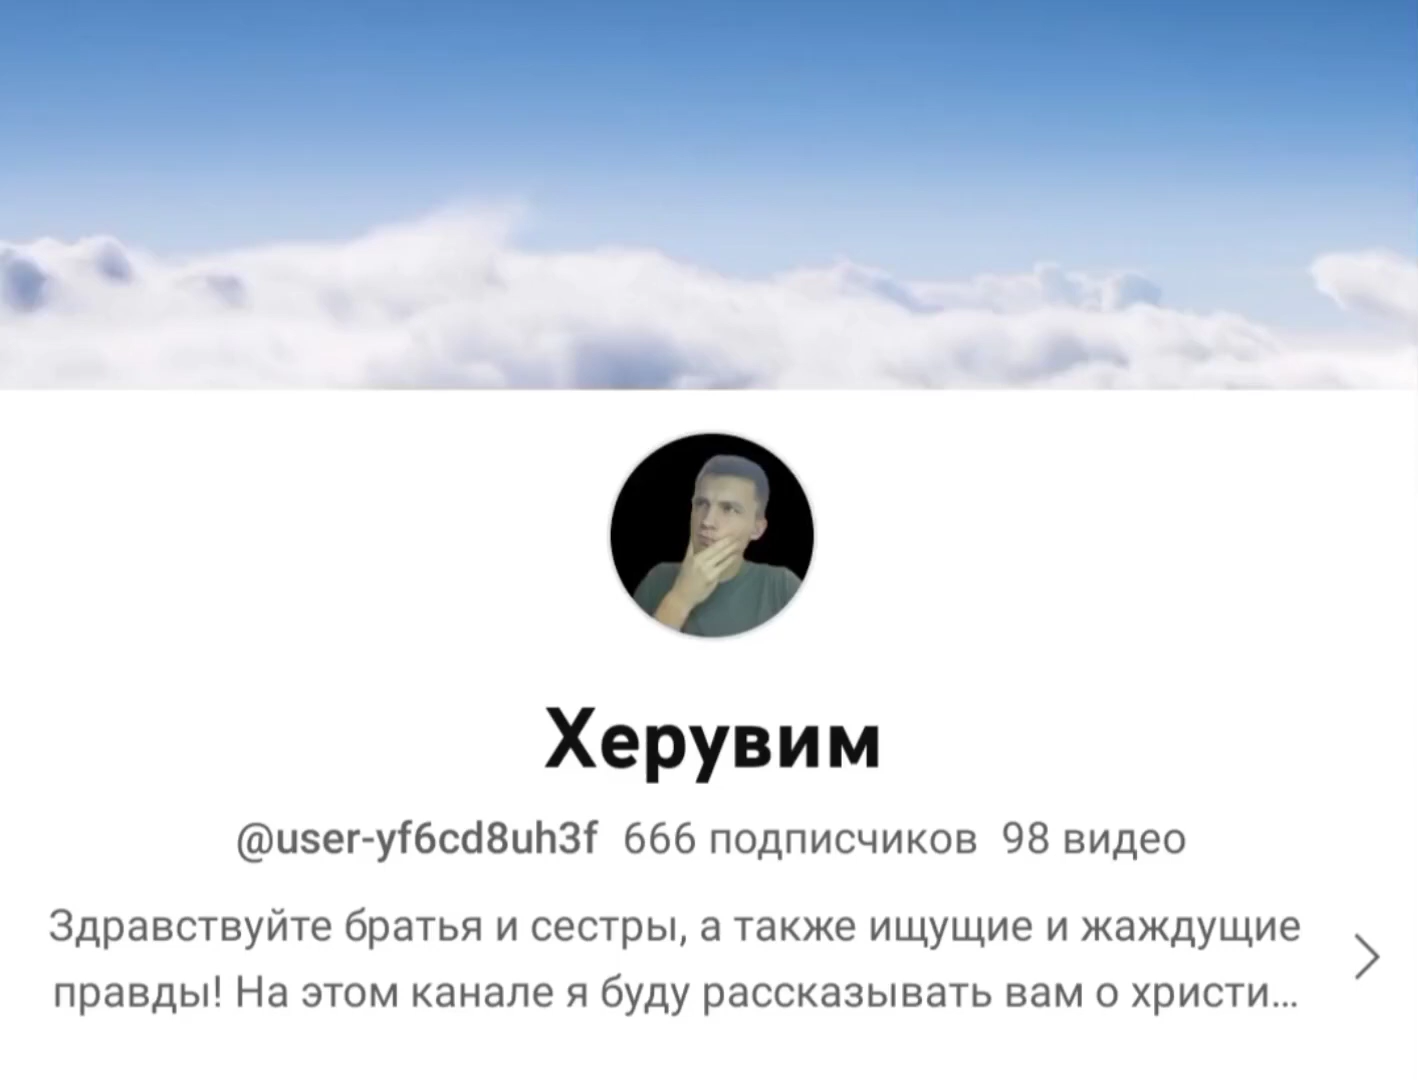 Херувим
@user-yf6cd8uh3f 666 подписчиков 98 видео
Здравствуйте братья и сестры, а также ищущие и жаждущие
правды! На этом канале я буду рассказывать вам о христи...